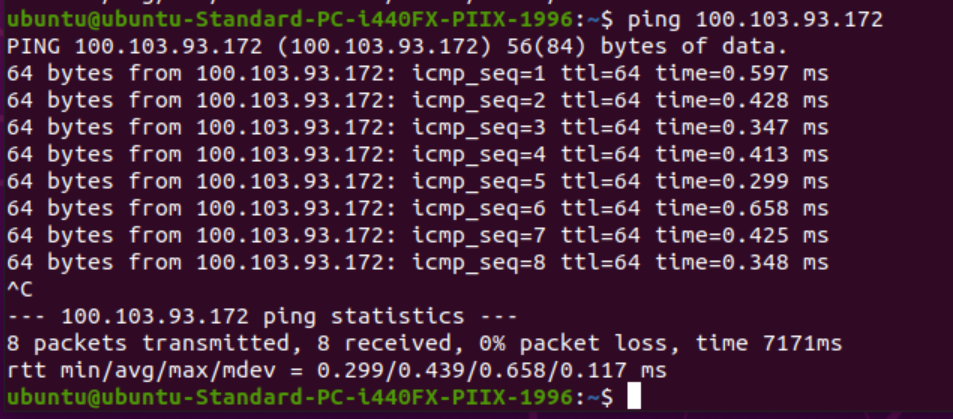 ubuntu@ubuntu-Standard-PC-i440FX-PIIX-1996:~$ ping 100.103.93.172
PING 100.103.93.172 (100.103.93.172) 56(84) bytes of data.
64 bytes from 100.103.93.172: icmp_seq=1 ttl=64 time=0.597 ms
64 bytes from 100.103.93.172: icmp_seq=2 ttl=64 time=0.428 ms
64 bytes from 100.103.93.172: icmp_seq=3 ttl=64 time=0.347 ms
64 bytes from 100.103.93.172: icmp_seq=4 ttl=64 time=0.413 ms
64 bytes from 100.103.93.172: icmp_seq=5 ttl=64 time=0.299 ms
64 bytes from 100.103.93.172: icmp_seq=6 ttl=64 time=0.658 ms
64 bytes from 100.103.93.172: icmp_seq=7 ttl=64 time=0.425 ms
64 bytes from 100.103.93.172: icmp_seq=8 ttl=64 time=0.348 ms
^C
--- 100.103.93.172 ping statistics ---
8 packets transmitted, 8 received, 0% packet loss, time 7171ms
rtt min/avg/max/mdev = 0.299/0.439/0.658/0.117 ms
ubuntu@ubuntu-Standard-PC-i440FX-PIIX-1996:~$